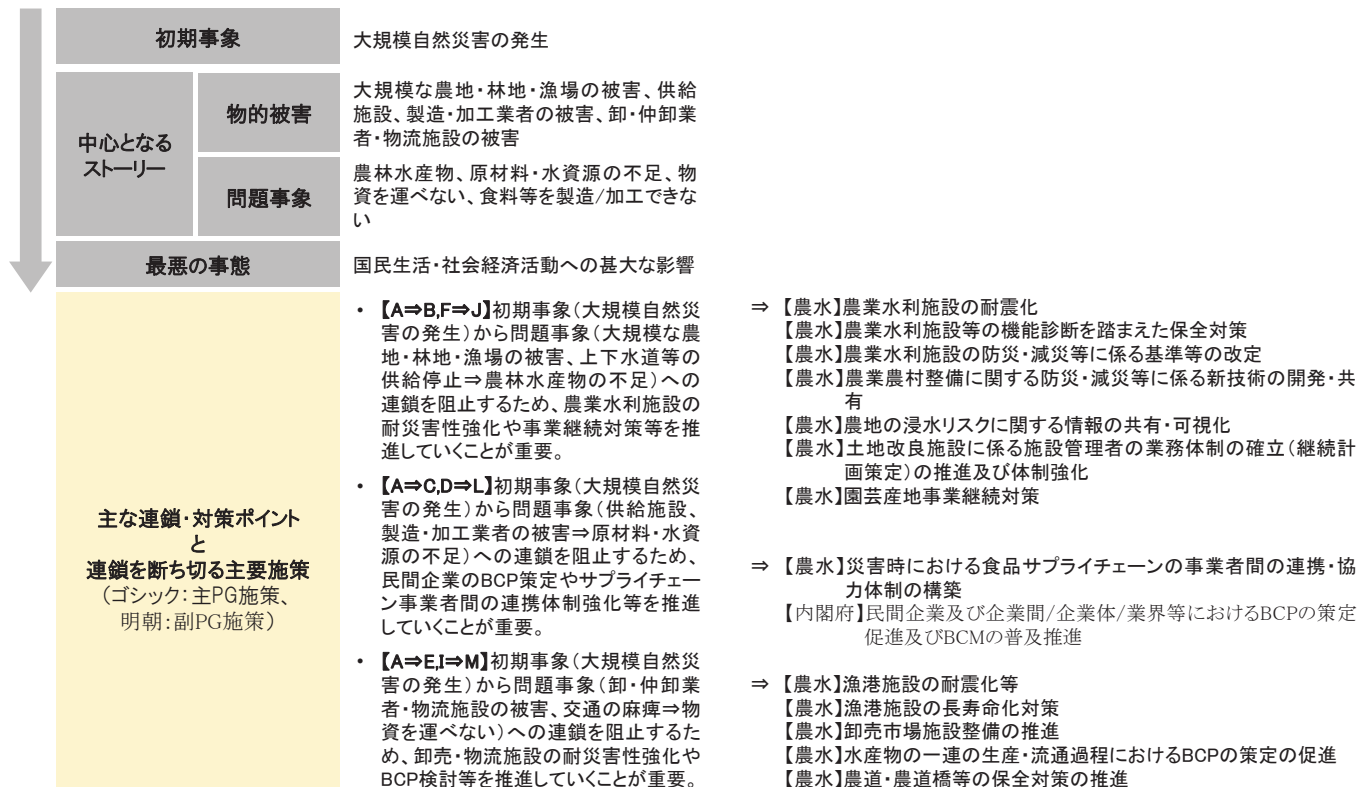 初期事象
大規模自然災害の発生
中心となる
ストーリー
物的被害
大規模な農地・林地・漁場の被害、供給
施設、製造・加工業者の被害、卸・仲卸業
者・物流施設の被害
問題事象
農林水産物、原材料・水資源の不足、物
資を運べない、食料等を製造/加工できな
い
最悪の事態
国民生活・社会経済活動への甚大な影響
主な連鎖・対策ポイント
と
連鎖を断ち切る主要施策
（ゴシック：主PG施策、
明朝：副PG施策）
・ 【A⇒B,F⇒J】初期事象（大規模自然災
害の発生）から問題事象（大規模な農
地・林地・漁場の被害、上下水道等の
供給停止⇒農林水産物の不足）への
連鎖を阻止するため、農業水利施設の
耐災害性強化や事業継続対策等を推
進していくことが重要。
⇒ 【農水】農業水利施設の耐震化
【農水】農業水利施設等の機能診断を踏まえた保全対策
【農水】農業水利施設の防災・減災等に係る基準等の改定
【農水】農業農村整備に関する防災・減災等に係る新技術の開発・共
有
【農水】農地の浸水リスクに関する情報の共有・可視化
【農水】土地改良施設に係る施設管理者の業務体制の確立（継続計
画策定）の推進及び体制強化
【農水】園芸産地事業継続対策
・ 【A⇒C,D⇒L】初期事象（大規模自然災
害の発生）から問題事象（供給施設、
製造・加工業者の被害⇒原材料・水資
源の不足）への連鎖を阻止するため、
民間企業のBCP策定やサプライチェー
ン事業者間の連携体制強化等を推進
していくことが重要。
⇒ 【農水】災害時における食品サプライチェーンの事業者間の連携・協
力体制の構築
【内閣府】民間企業及び企業間/企業体/業界等におけるBCPの策定
促進及びBCMの普及推進
・ 【A⇒E,I⇒M】初期事象（大規模自然災
害の発生）から問題事象（卸・仲卸業
者・物流施設の被害、交通の麻痺⇒物
資を運べない）への連鎖を阻止するた
め、卸売・物流施設の耐災害性強化や
BCP検討等を推進していくことが重要。
⇒ 【農水】漁港施設の耐震化等
【農水】漁港施設の長寿命化対策
【農水】卸売市場施設整備の推進
【農水】水産物の一連の生産・流通過程におけるBCPの策定の促進
【農水】農道・農道橋等の保全対策の推進